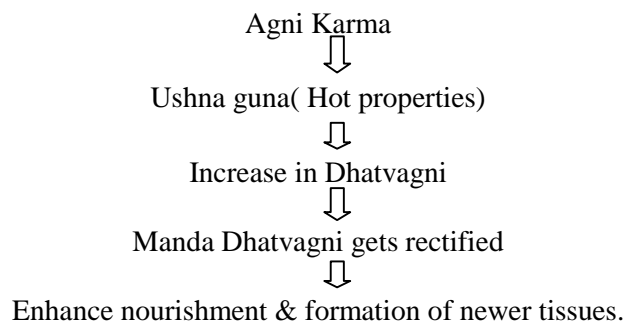 Agni Karma
Ushna guna( Hot properties)
Increase in Dhatvagni
Manda Dhatvagni gets rectified
Enhance nourishment & formation of newer tissues.